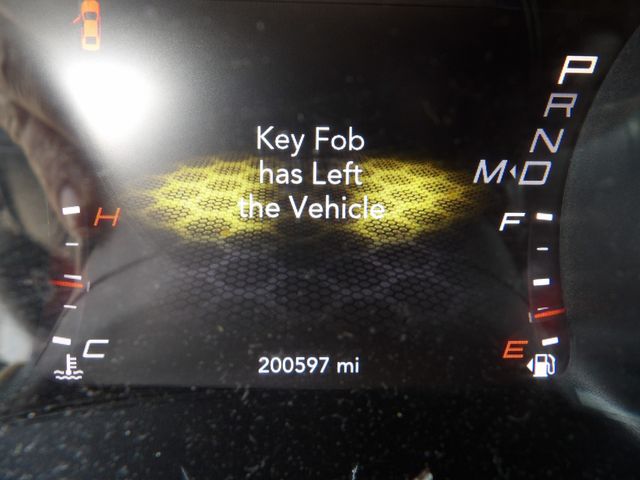 P
R
N
M D
Key Fob
has Left
the Vehicle
H
F
C
E
200597 mi